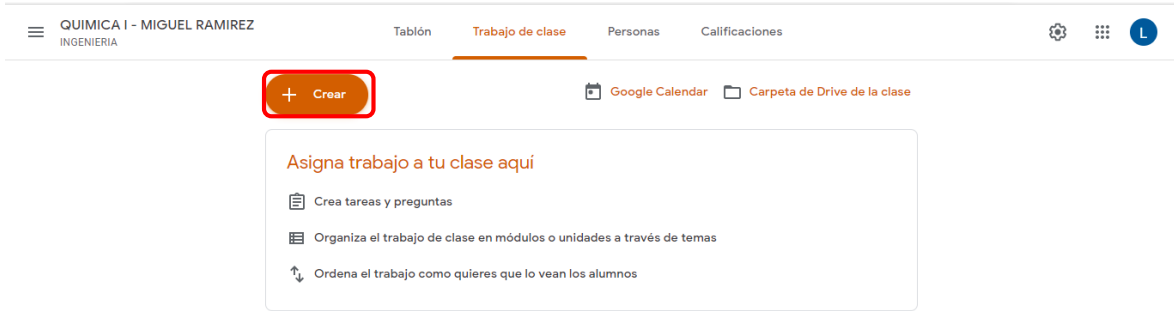 QUIMICA I - MIGUEL RAMIREZ
INGENIERIA
Tablón Trabajo de clase Personas Calificaciones
L
+ Crear
Google Calendar Carpeta de Drive de la clase
Asigna trabajo a tu clase aquí
Crea tareas y preguntas
Organiza el trabajo de clase en módulos o unidades a través de temas
Ordena el trabajo como quieres que lo vean los alumnos